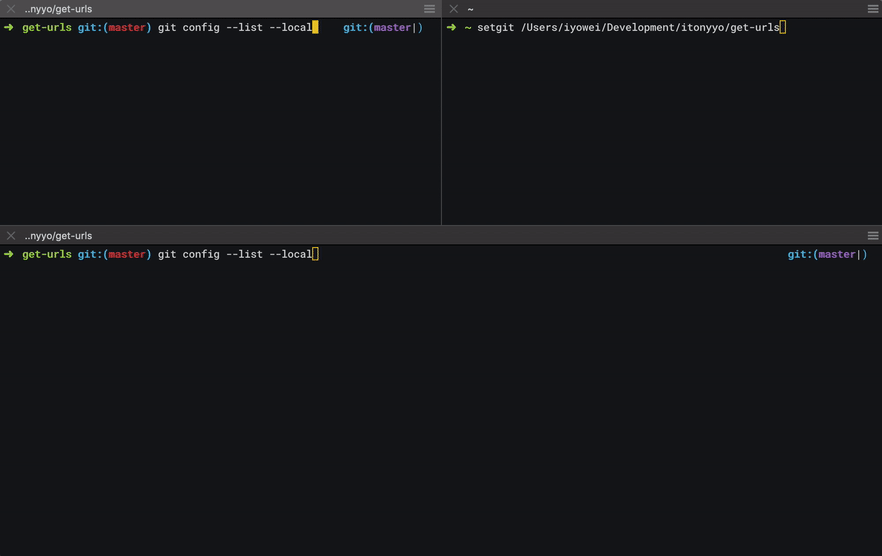 ..nyyo/get-urls
➜ get-urls git:(master) git config --list --local git:(master|)
~
➜ ~ setgit /Users/iyowei/Development/itonyyo/get-urls
..nyyo/get-urls
➜ get-urls git:(master) git config --list --local git:(master|)